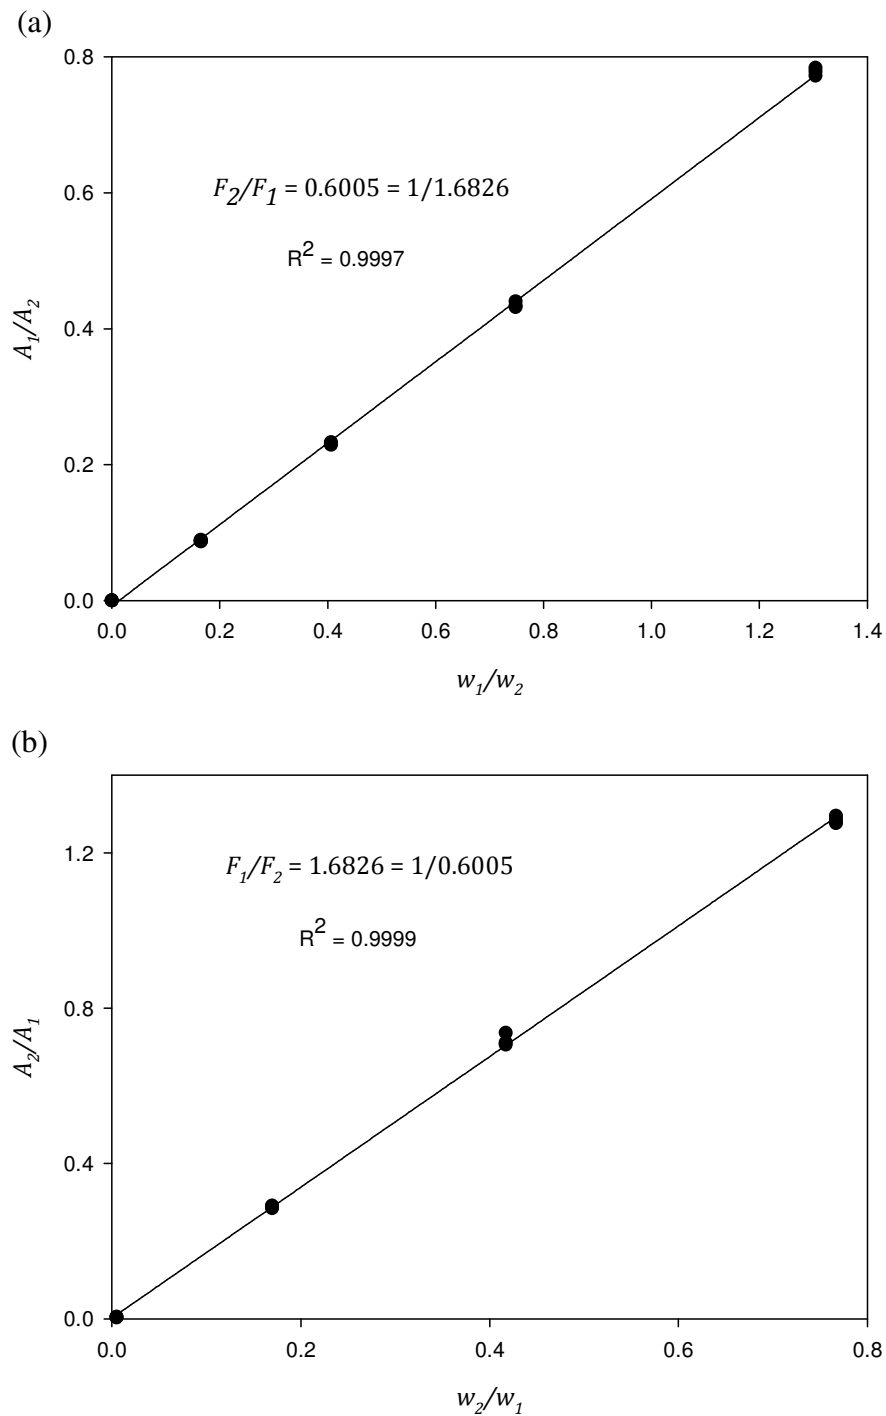 (a)
0.8
F₂/F₁ = 0.6005 = 1/1.6826
0.6
R² = 0.9997
A₁/A₂
0.4
0.2
0.0
0.0 0.2 0.4 0.6 0.8 1.0 1.2 1.4
w₁/w₂
(b)
1.2
F₁/F₂ = 1.6826 = 1/0.6005
R² = 0.9999
0.8
A₂/A₁
0.4
0.0
0.0 0.2 0.4 0.6 0.8
w₂/w₁